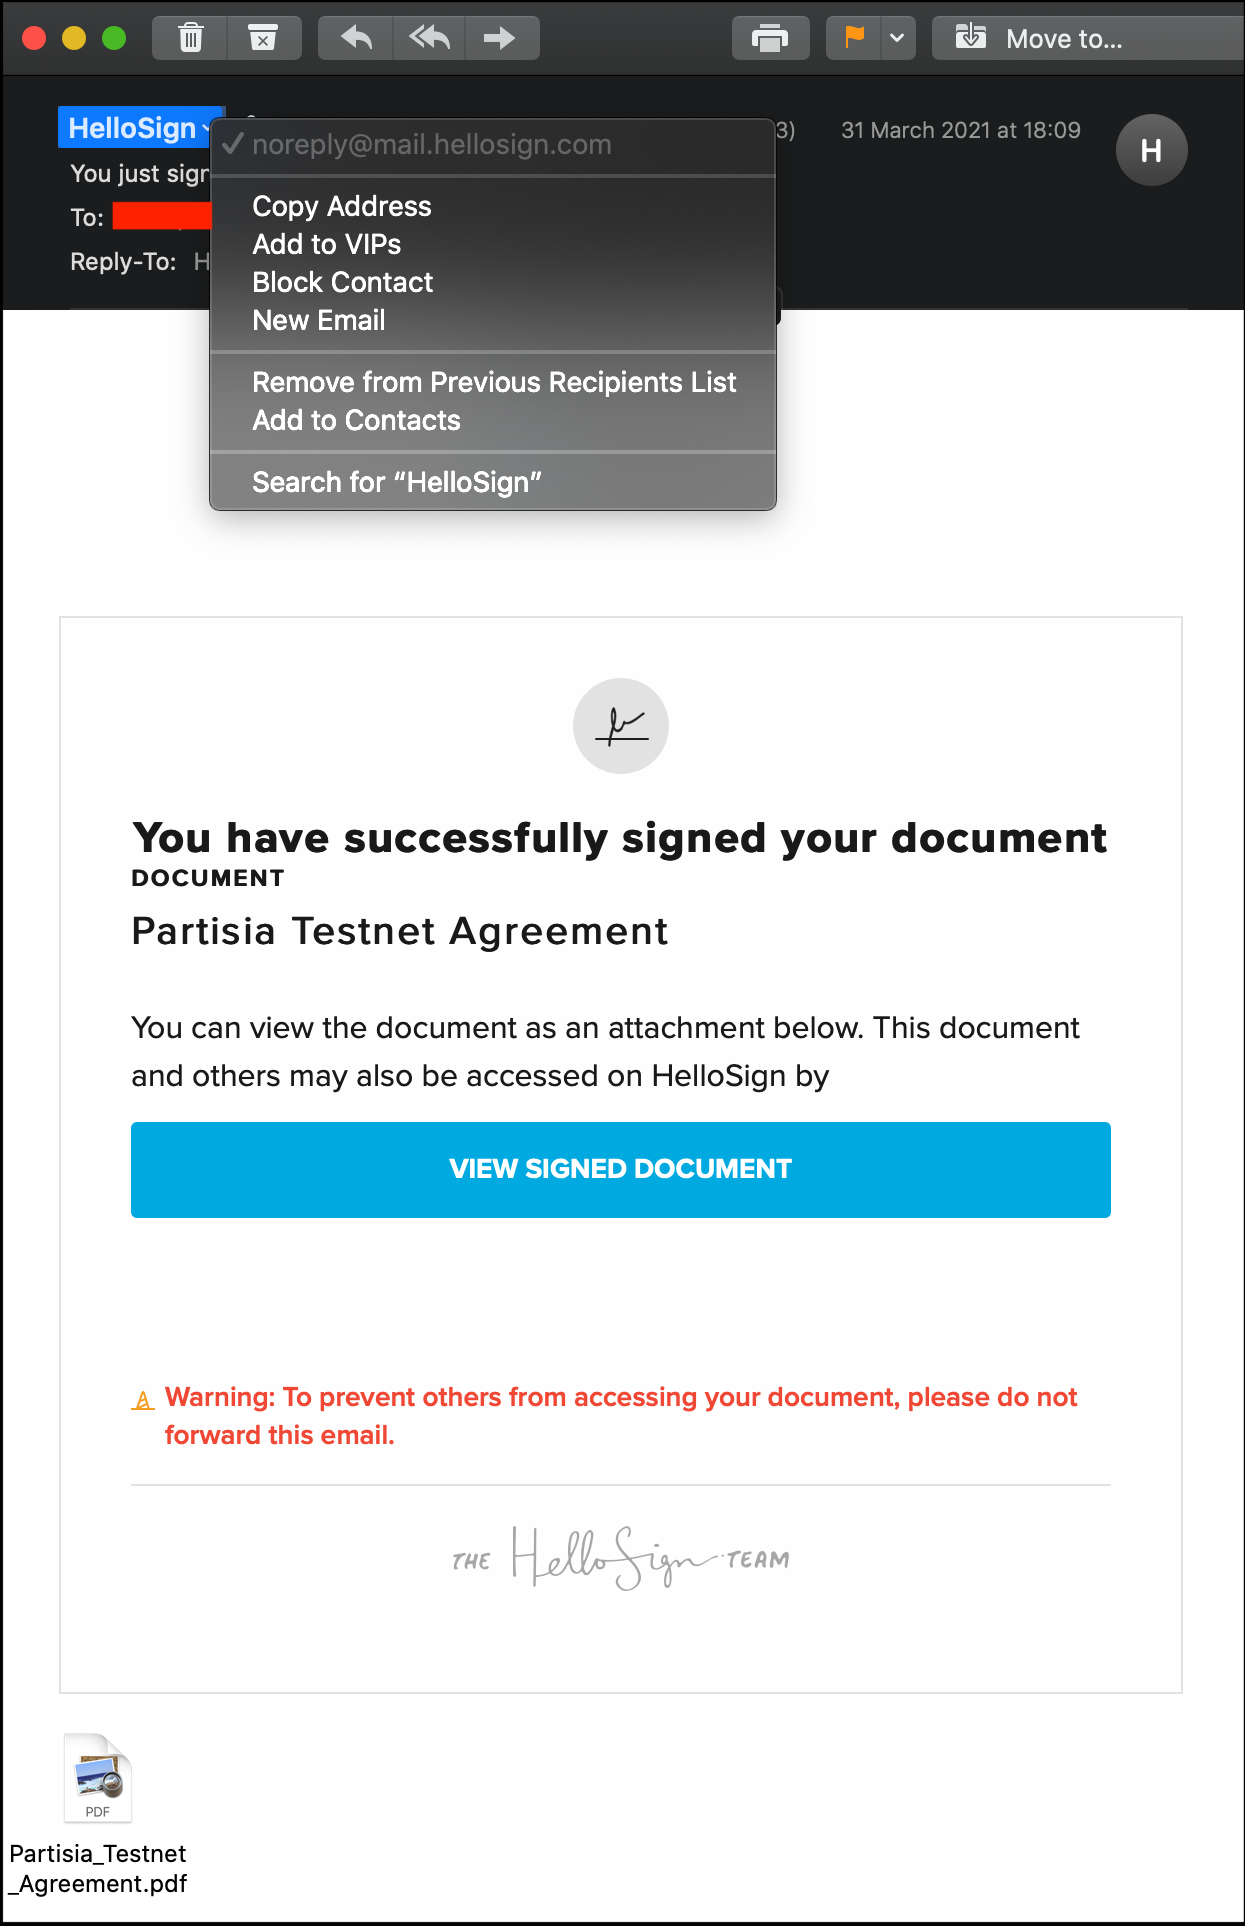 Move to...
HelloSign
3)
31 March 2021 at 18:09
H
noreply@mail.hellosign.com
You just sign
To:
Reply-To: H
Copy Address
Add to VIPs
Block Contact
New Email
Remove from Previous Recipients List
Add to Contacts
Search for “HelloSign”
You have successfully signed your document
DOCUMENT
Partisia Testnet Agreement
You can view the document as an attachment below. This document
and others may also be accessed on HelloSign by
VIEW SIGNED DOCUMENT
Warning: To prevent others from accessing your document, please do not
forward this email.
THE HelloSign TEAM
PDF
Partisia_Testnet
_Agreement.pdf